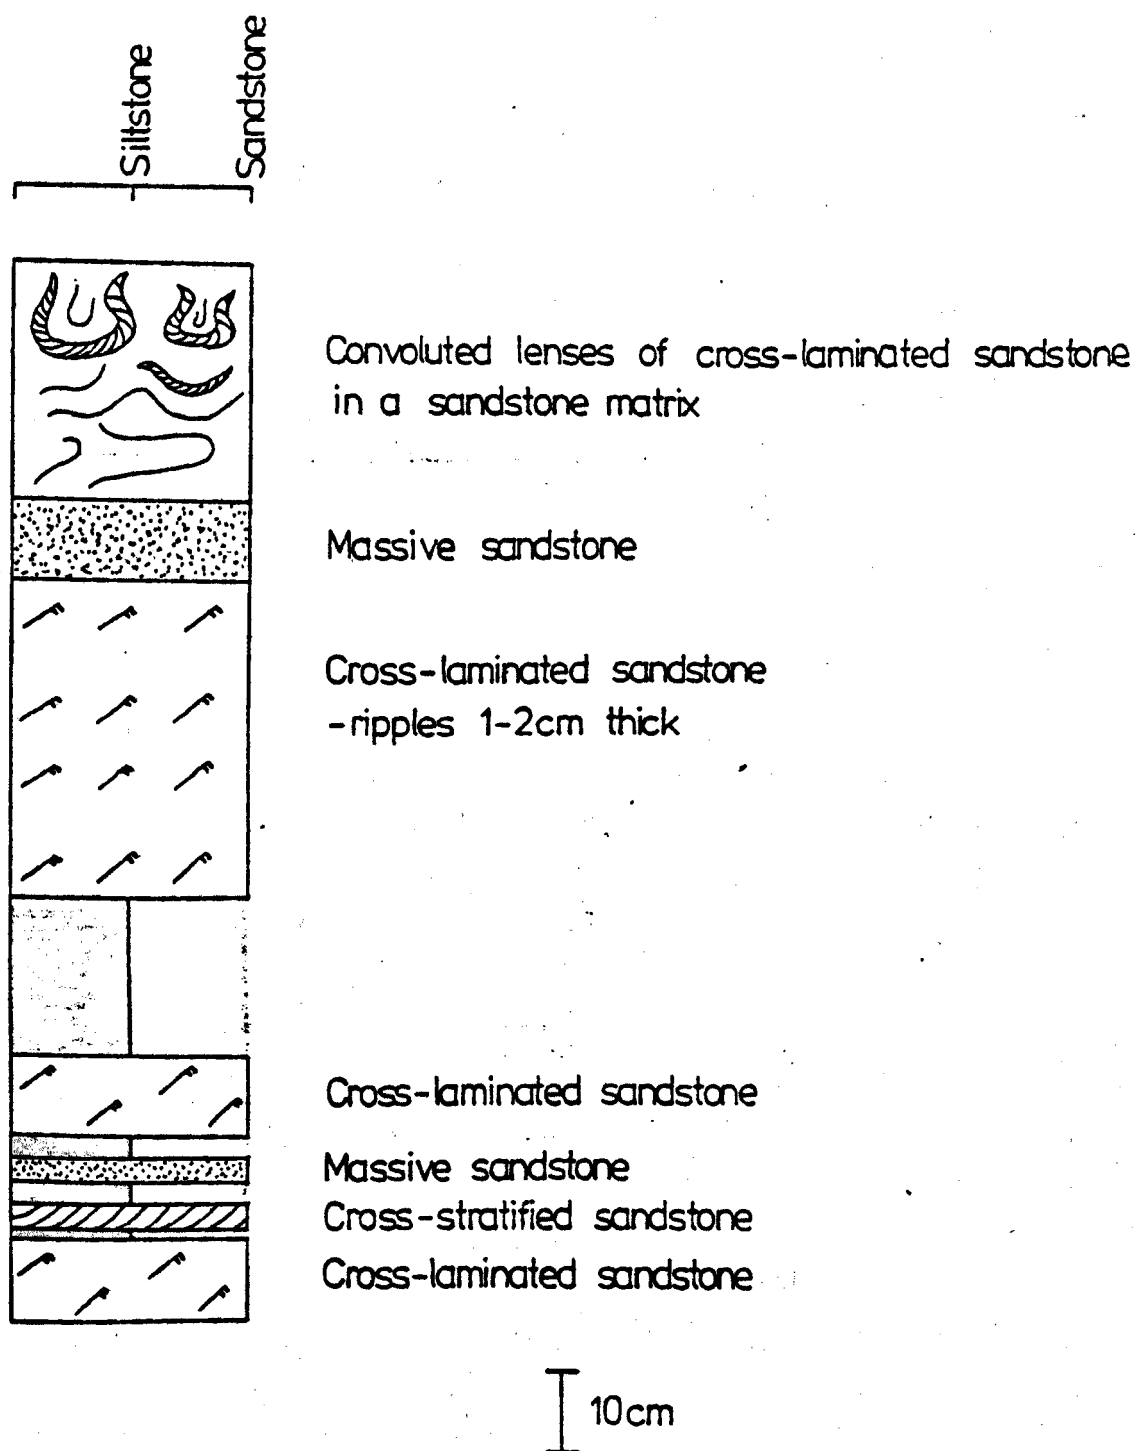 Siltstone
Sandstone
Convoluted lenses of cross-laminated sandstone
in a sandstone matrix
Massive sandstone
Cross-laminated sandstone
-ripples 1-2cm thick
Cross-laminated sandstone
Massive sandstone
Cross-stratified sandstone
Cross-laminated sandstone
10cm